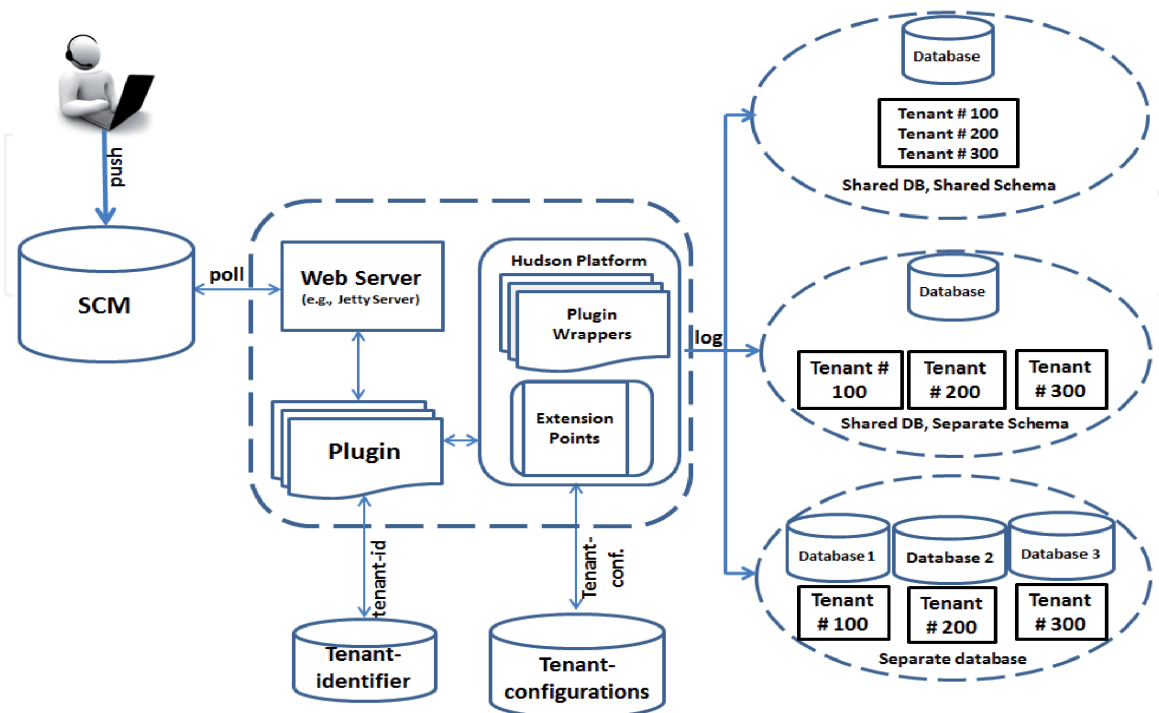 push
SCM
poll
Web Server
(e.g., Jetty Server)
Plugin
Hudson Platform
Plugin
Wrappers
Extension
Points
log
tenant-id
Tenant-
conf.
Tenant-
identifier
Tenant-
configurations
Database
Tenant # 100
Tenant # 200
Tenant # 300
Shared DB, Shared Schema
Database
Tenant #
100
Tenant
# 200
Tenant
# 300
Shared DB, Separate Schema
Database 1
Database 2
Database 3
Tenant
# 100
Tenant
# 200
Tenant
# 300
Separate database